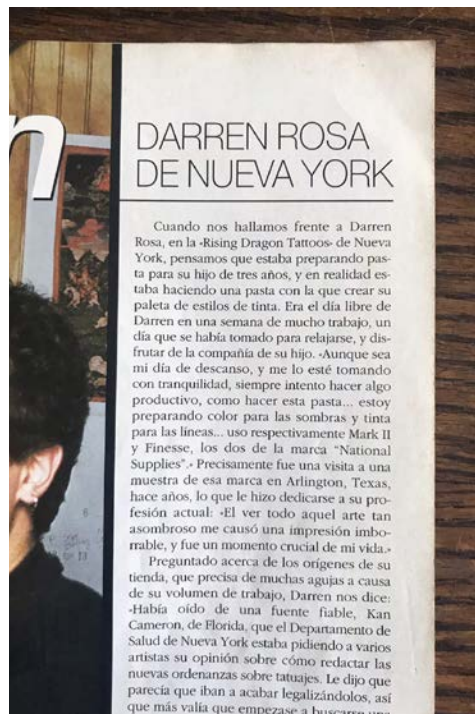 n
DARREN ROSA
DE NUEVA YORK
Cuando nos hallamos frente a Darren
Rosa, en la «Rising Dragon Tattoos» de Nueva
York, pensamos que estaba preparando pas-
ta para su hijo de tres años, y en realidad es-
taba haciendo una pasta con la que crear su
paleta de estilos de tinta. Era el día libre de
Darren en una semana de mucho trabajo, un
día que se había tomado para relajarse, y dis-
frutar de la compañía de su hijo. «Aunque sea
mi día de descanso, y me lo esté tomando
con tranquilidad, siempre intento hacer algo
productivo, como hacer esta pasta... estoy
preparando color para las sombras y tinta
para las líneas... uso respectivamente Mark II
y Finesse, los dos de la marca "National
Supplies".» Precisamente fue una visita a una
muestra de esa marca en Arlington, Texas,
hace años, lo que le hizo dedicarse a su pro-
fesión actual: «El ver todo aquel arte tan
asombroso me causó una impresión imbo-
rrable, y fue un momento crucial de mi vida.»
Preguntado acerca de los orígenes de su
tienda, que precisa de muchas agujas a causa
de su volumen de trabajo, Darren nos dice:
«Había oído de una fuente fiable, Kan
Cameron, de Florida, que el Departamento de
Salud de Nueva York estaba pidiendo a varios
artistas su opinión sobre cómo redactar las
nuevas ordenanzas sobre tatuajes. Le dijo que
parecía que iban a acabar legalizándolos, así
que más valía que empezase a buscarse una